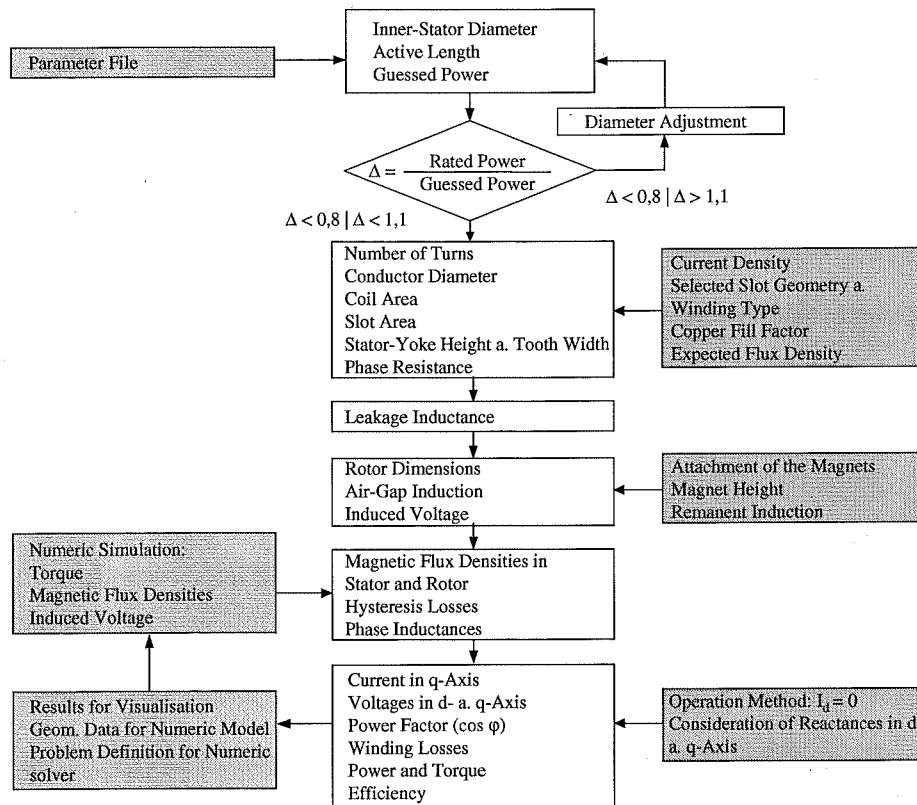 Inner-Stator Diameter
Active Length
Guessed Power
Parameter File
Diameter Adjustment
Δ = Rated Power
Guessed Power
Δ < 0,8 | Δ > 1,1
Δ < 0,8 | Δ < 1,1
Number of Turns
Conductor Diameter
Coil Area
Slot Area
Stator-Yoke Height a. Tooth Width
Phase Resistance
Current Density
Selected Slot Geometry a.
Winding Type
Copper Fill Factor
Expected Flux Density
Leakage Inductance
Rotor Dimensions
Air-Gap Induction
Induced Voltage
Attachment of the Magnets
Magnet Height
Remanent Induction
Numeric Simulation:
Torque
Magnetic Flux Densities
Induced Voltage
Magnetic Flux Densities in
Stator and Rotor
Hysteresis Losses
Phase Inductances
Current in q-Axis
Voltages in d- a. q-Axis
Power Factor (cos φ)
Winding Losses
Power and Torque
Efficiency
Results for Visualisation
Geom. Data for Numeric Model
Problem Definition for Numeric
solver
Operation Method: I_d = 0
Consideration of Reactances in d
a. q-Axis